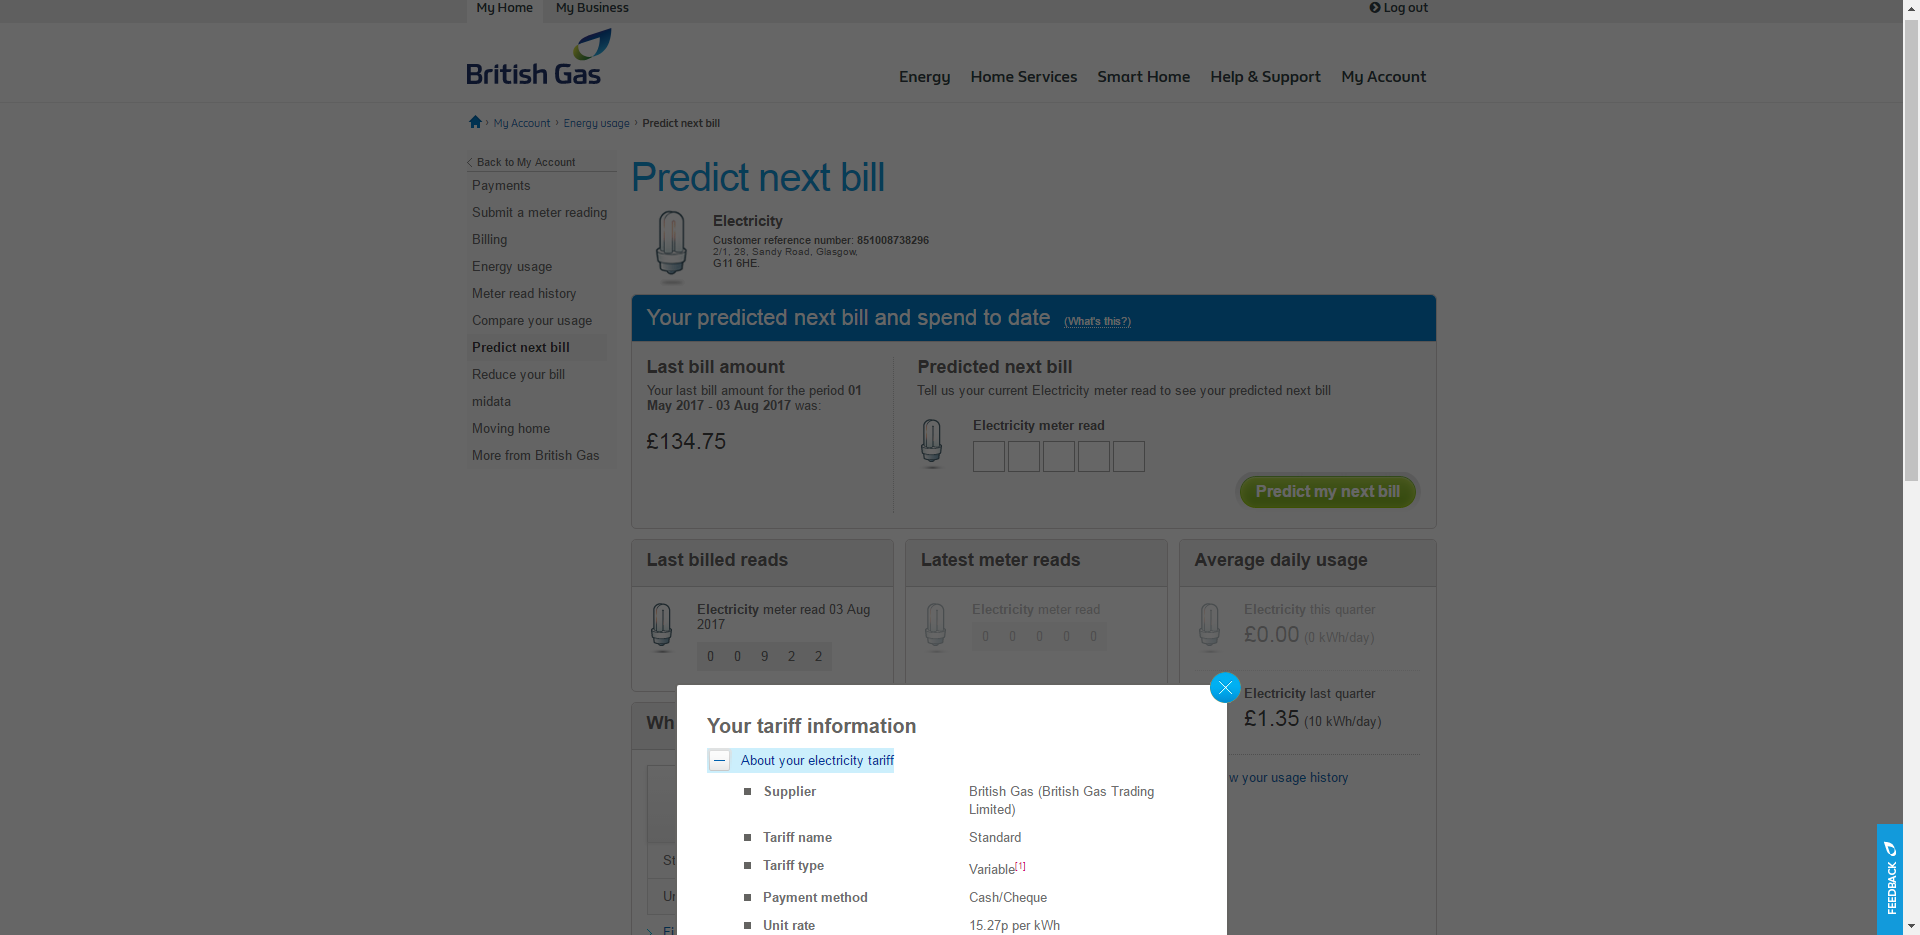 My Home
My Business
Log out
British Gas
Energy
Home Services
Smart Home
Help & Support
My Account
My Account › Energy usage › Predict next bill
Back to My Account
Payments
Submit a meter reading
Billing
Energy usage
Meter read history
Compare your usage
Predict next bill
Reduce your bill
midata
Moving home
More from British Gas
Predict next bill
Electricity
Customer reference number: 851008738296
2/1, 28, Sandy Road, Glasgow,
G11 6HE.
Your predicted next bill and spend to date (What's this?)
Last bill amount
Your last bill amount for the period 01
May 2017 - 03 Aug 2017 was:
£134.75
Predicted next bill
Tell us your current Electricity meter read to see your predicted next bill
Electricity meter read
Predict my next bill
Last billed reads
Electricity meter read 03 Aug
2017
0 0 9 2 2
Latest meter reads
Electricity meter read
0 0 0 0 0
Average daily usage
Electricity this quarter
£0.00 (0 kWh/day)
Electricity last quarter
£1.35 (10 kWh/day)
w your usage history
Wh
St
Un
Fi
Your tariff information
About your electricity tariff
Supplier
British Gas (British Gas Trading
Limited)
Tariff name
Standard
Tariff type
Variable[1]
Payment method
Cash/Cheque
Unit rate
15.27p per kWh
FEEDBACK